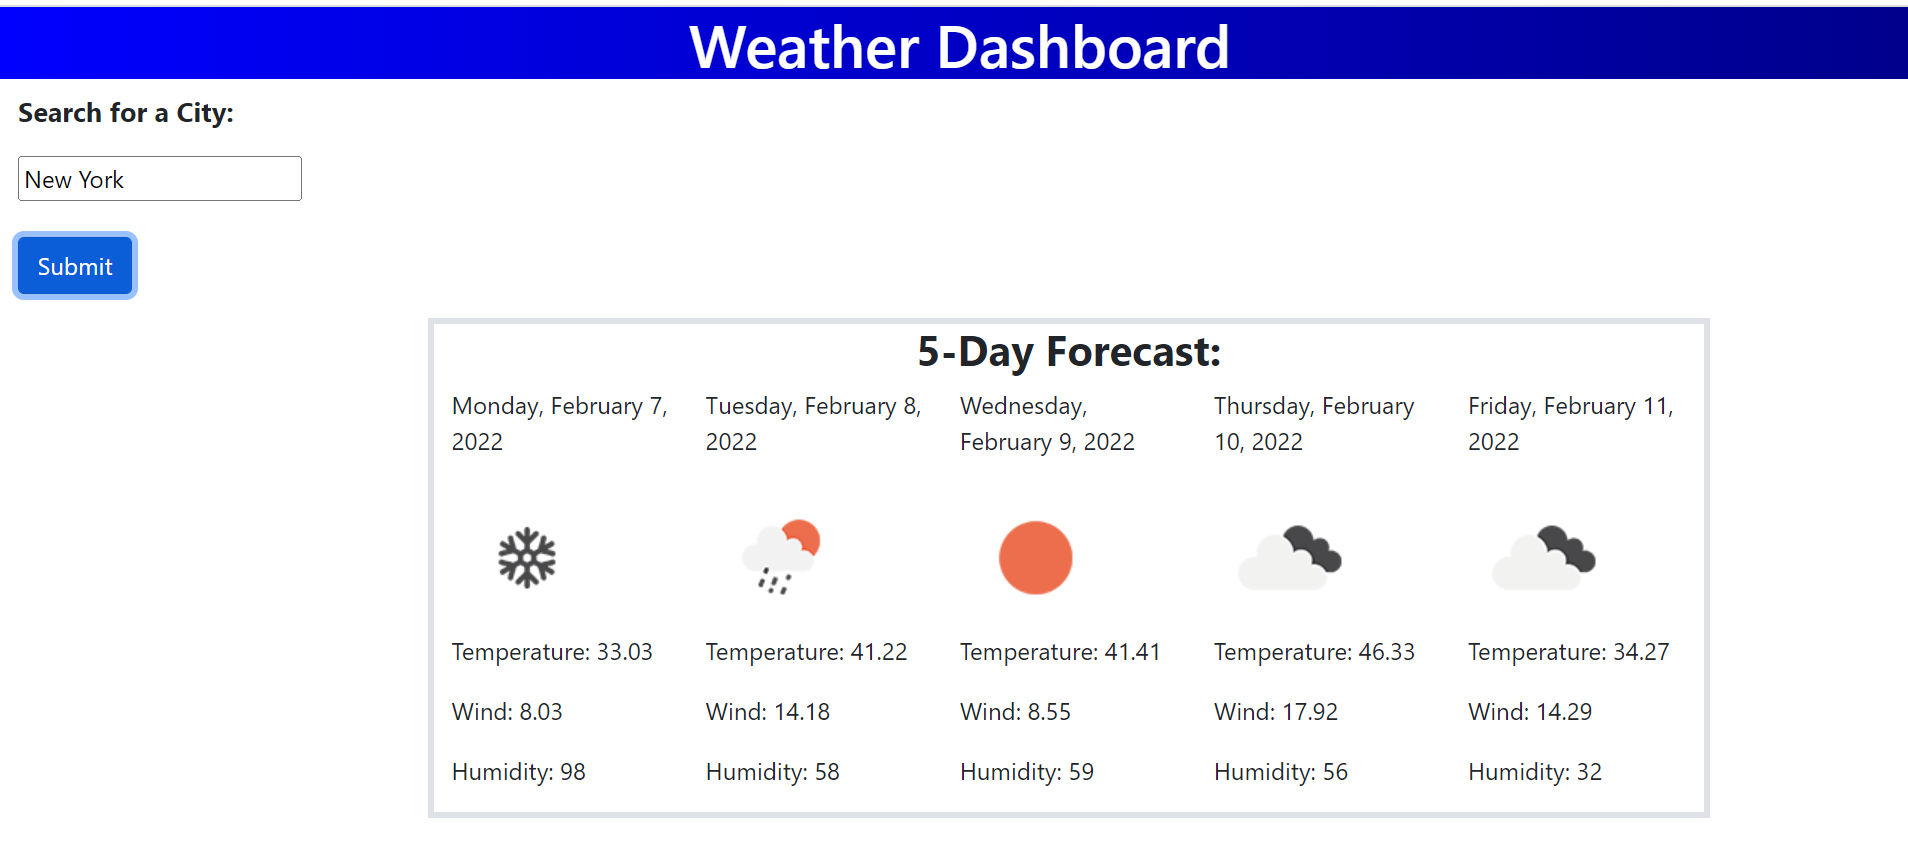 Weather Dashboard
Search for a City:
New York
Submit
5-Day Forecast:
Monday, February 7,
2022
Temperature: 33.03
Wind: 8.03
Humidity: 98
Tuesday, February 8,
2022
Temperature: 41.22
Wind: 14.18
Humidity: 58
Wednesday,
February 9, 2022
Temperature: 41.41
Wind: 8.55
Humidity: 59
Thursday, February
10, 2022
Temperature: 46.33
Wind: 17.92
Humidity: 56
Friday, February 11,
2022
Temperature: 34.27
Wind: 14.29
Humidity: 32